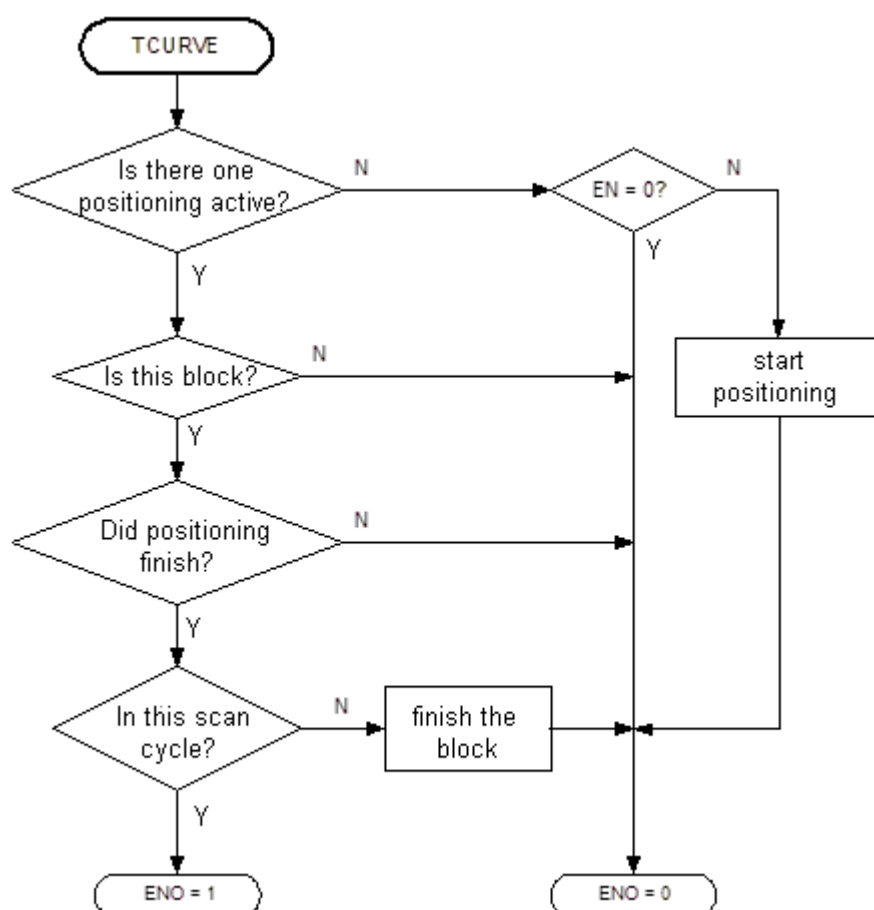 TCURVE
Is there one
positioning active?
N
EN = 0?
N
Y
Y
Is this block?
N
start
positioning
Y
Did positioning
finish?
N
Y
In this scan
cycle?
N
finish the
block
Y
ENO = 1
ENO = 0